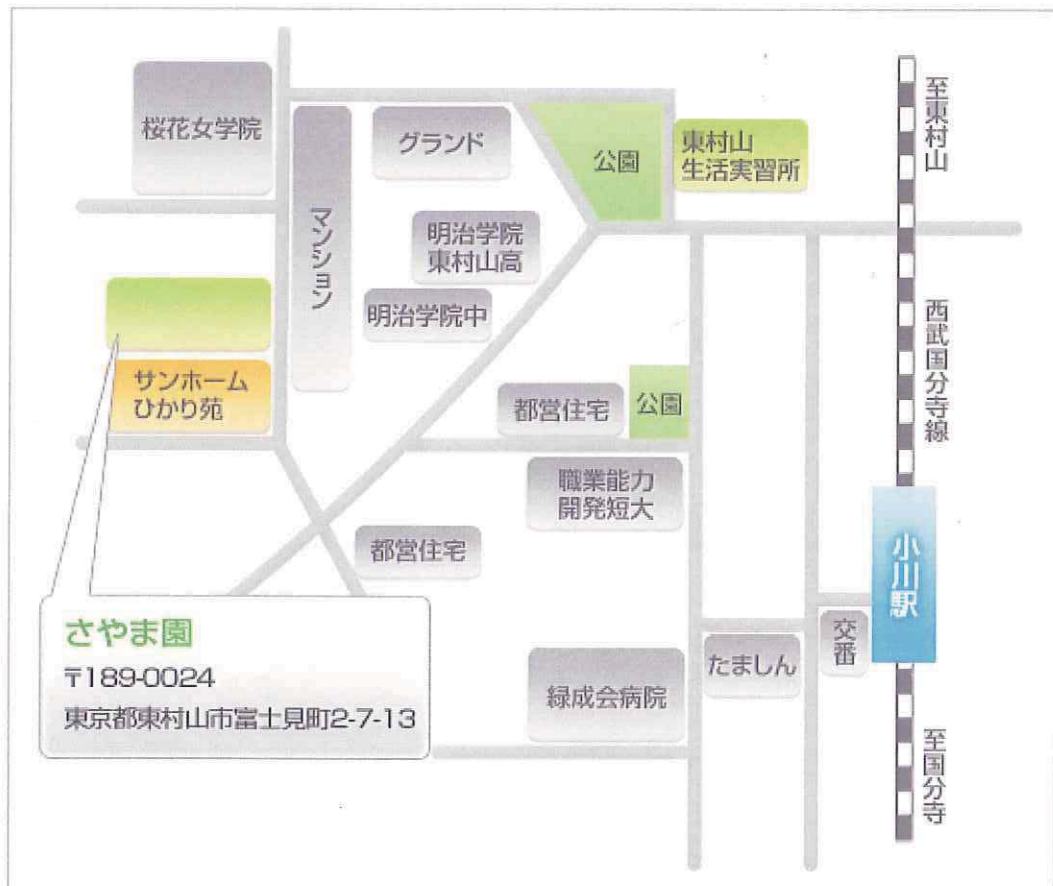 桜花女学院
グランド
公園
東村山
生活実習所
至東村山
マンション
明治学院
東村山高
明治学院中
西武国分寺線
サンホーム
ひかり苑
都営住宅
公園
職業能力
開発短大
都営住宅
小川駅
さやま園
〒189-0024
東京都東村山市富士見町2-7-13
緑成会病院
たましん
交番
至国分寺